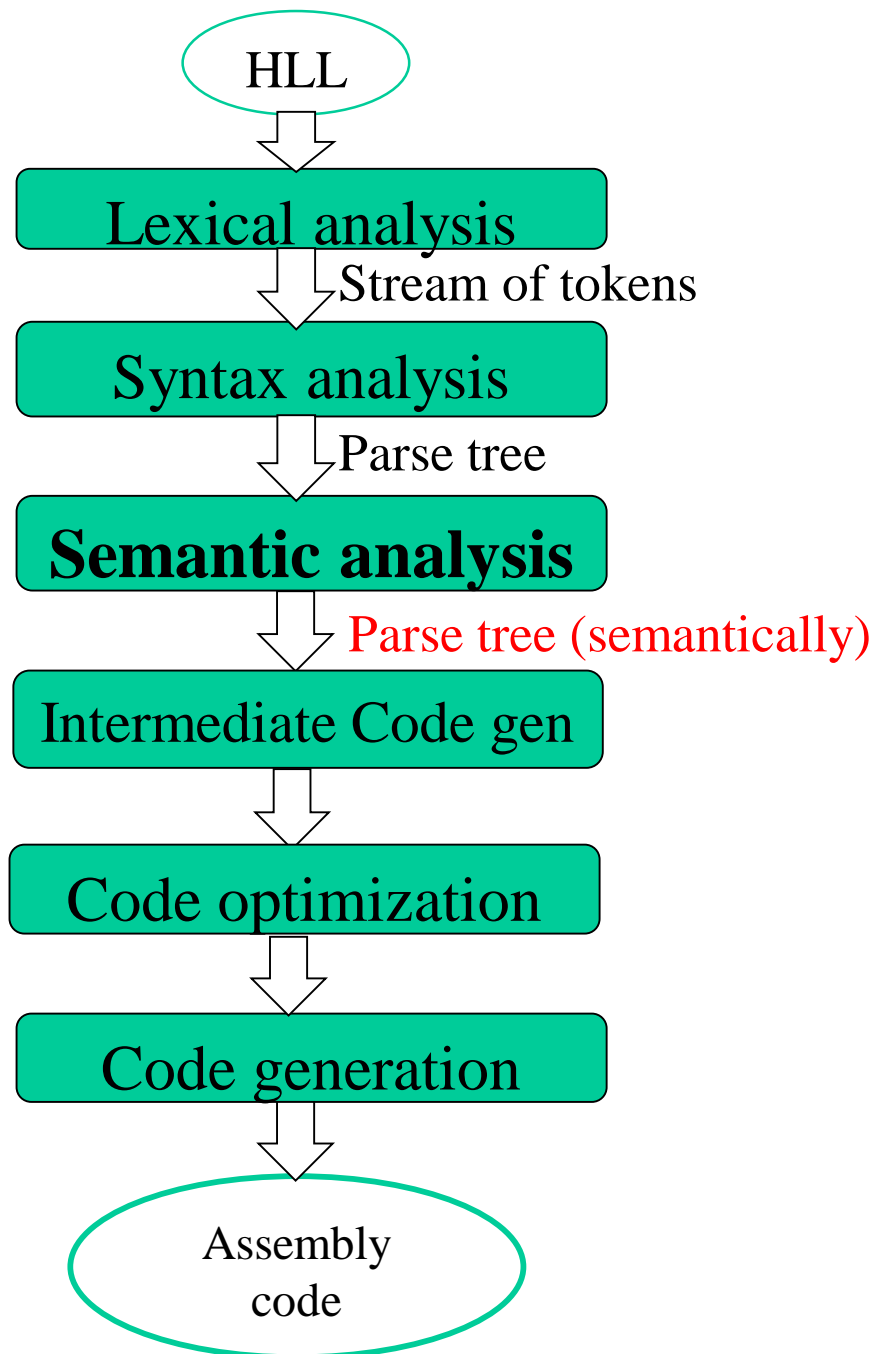 HLL
Lexical analysis
Stream of tokens
Syntax analysis
Parse tree
Semantic analysis
Parse tree (semantically)
Intermediate Code gen
Code optimization
Code generation
Assembly
code